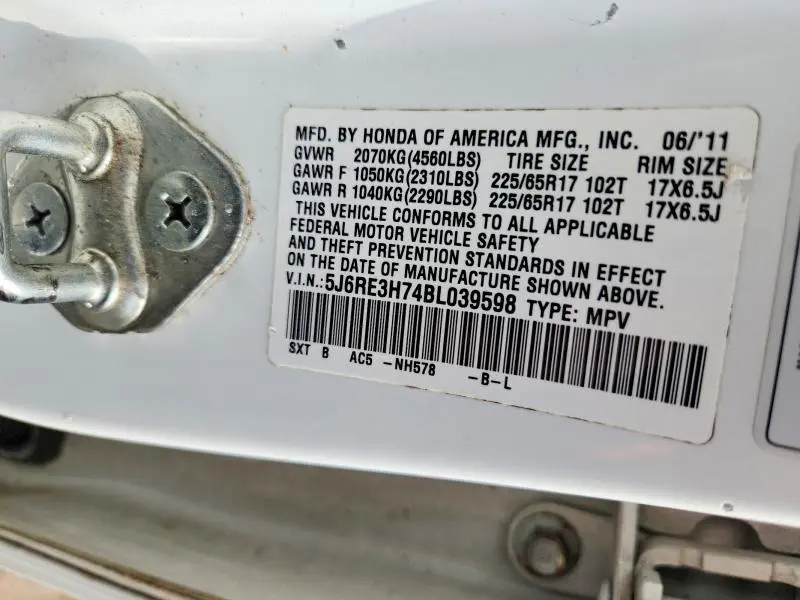 MFD. BY HONDA OF AMERICA MFG., INC. 06/'11
GVWR 2070KG(4560LBS) TIRE SIZE RIM SIZE
GAWR F 1050KG(2310LBS) 225/65R17 102T 17X6.5J
GAWR R 1040KG(2290LBS) 225/65R17 102T 17X6.5J
THIS VEHICLE CONFORMS TO ALL APPLICABLE
FEDERAL MOTOR VEHICLE SAFETY
AND THEFT PREVENTION STANDARDS IN EFFECT
ON THE DATE OF MANUFACTURE SHOWN ABOVE.
V.I.N.:5J6RE3H74BL039598 TYPE: MPV
SXT B AC5 -NH578 -B-L